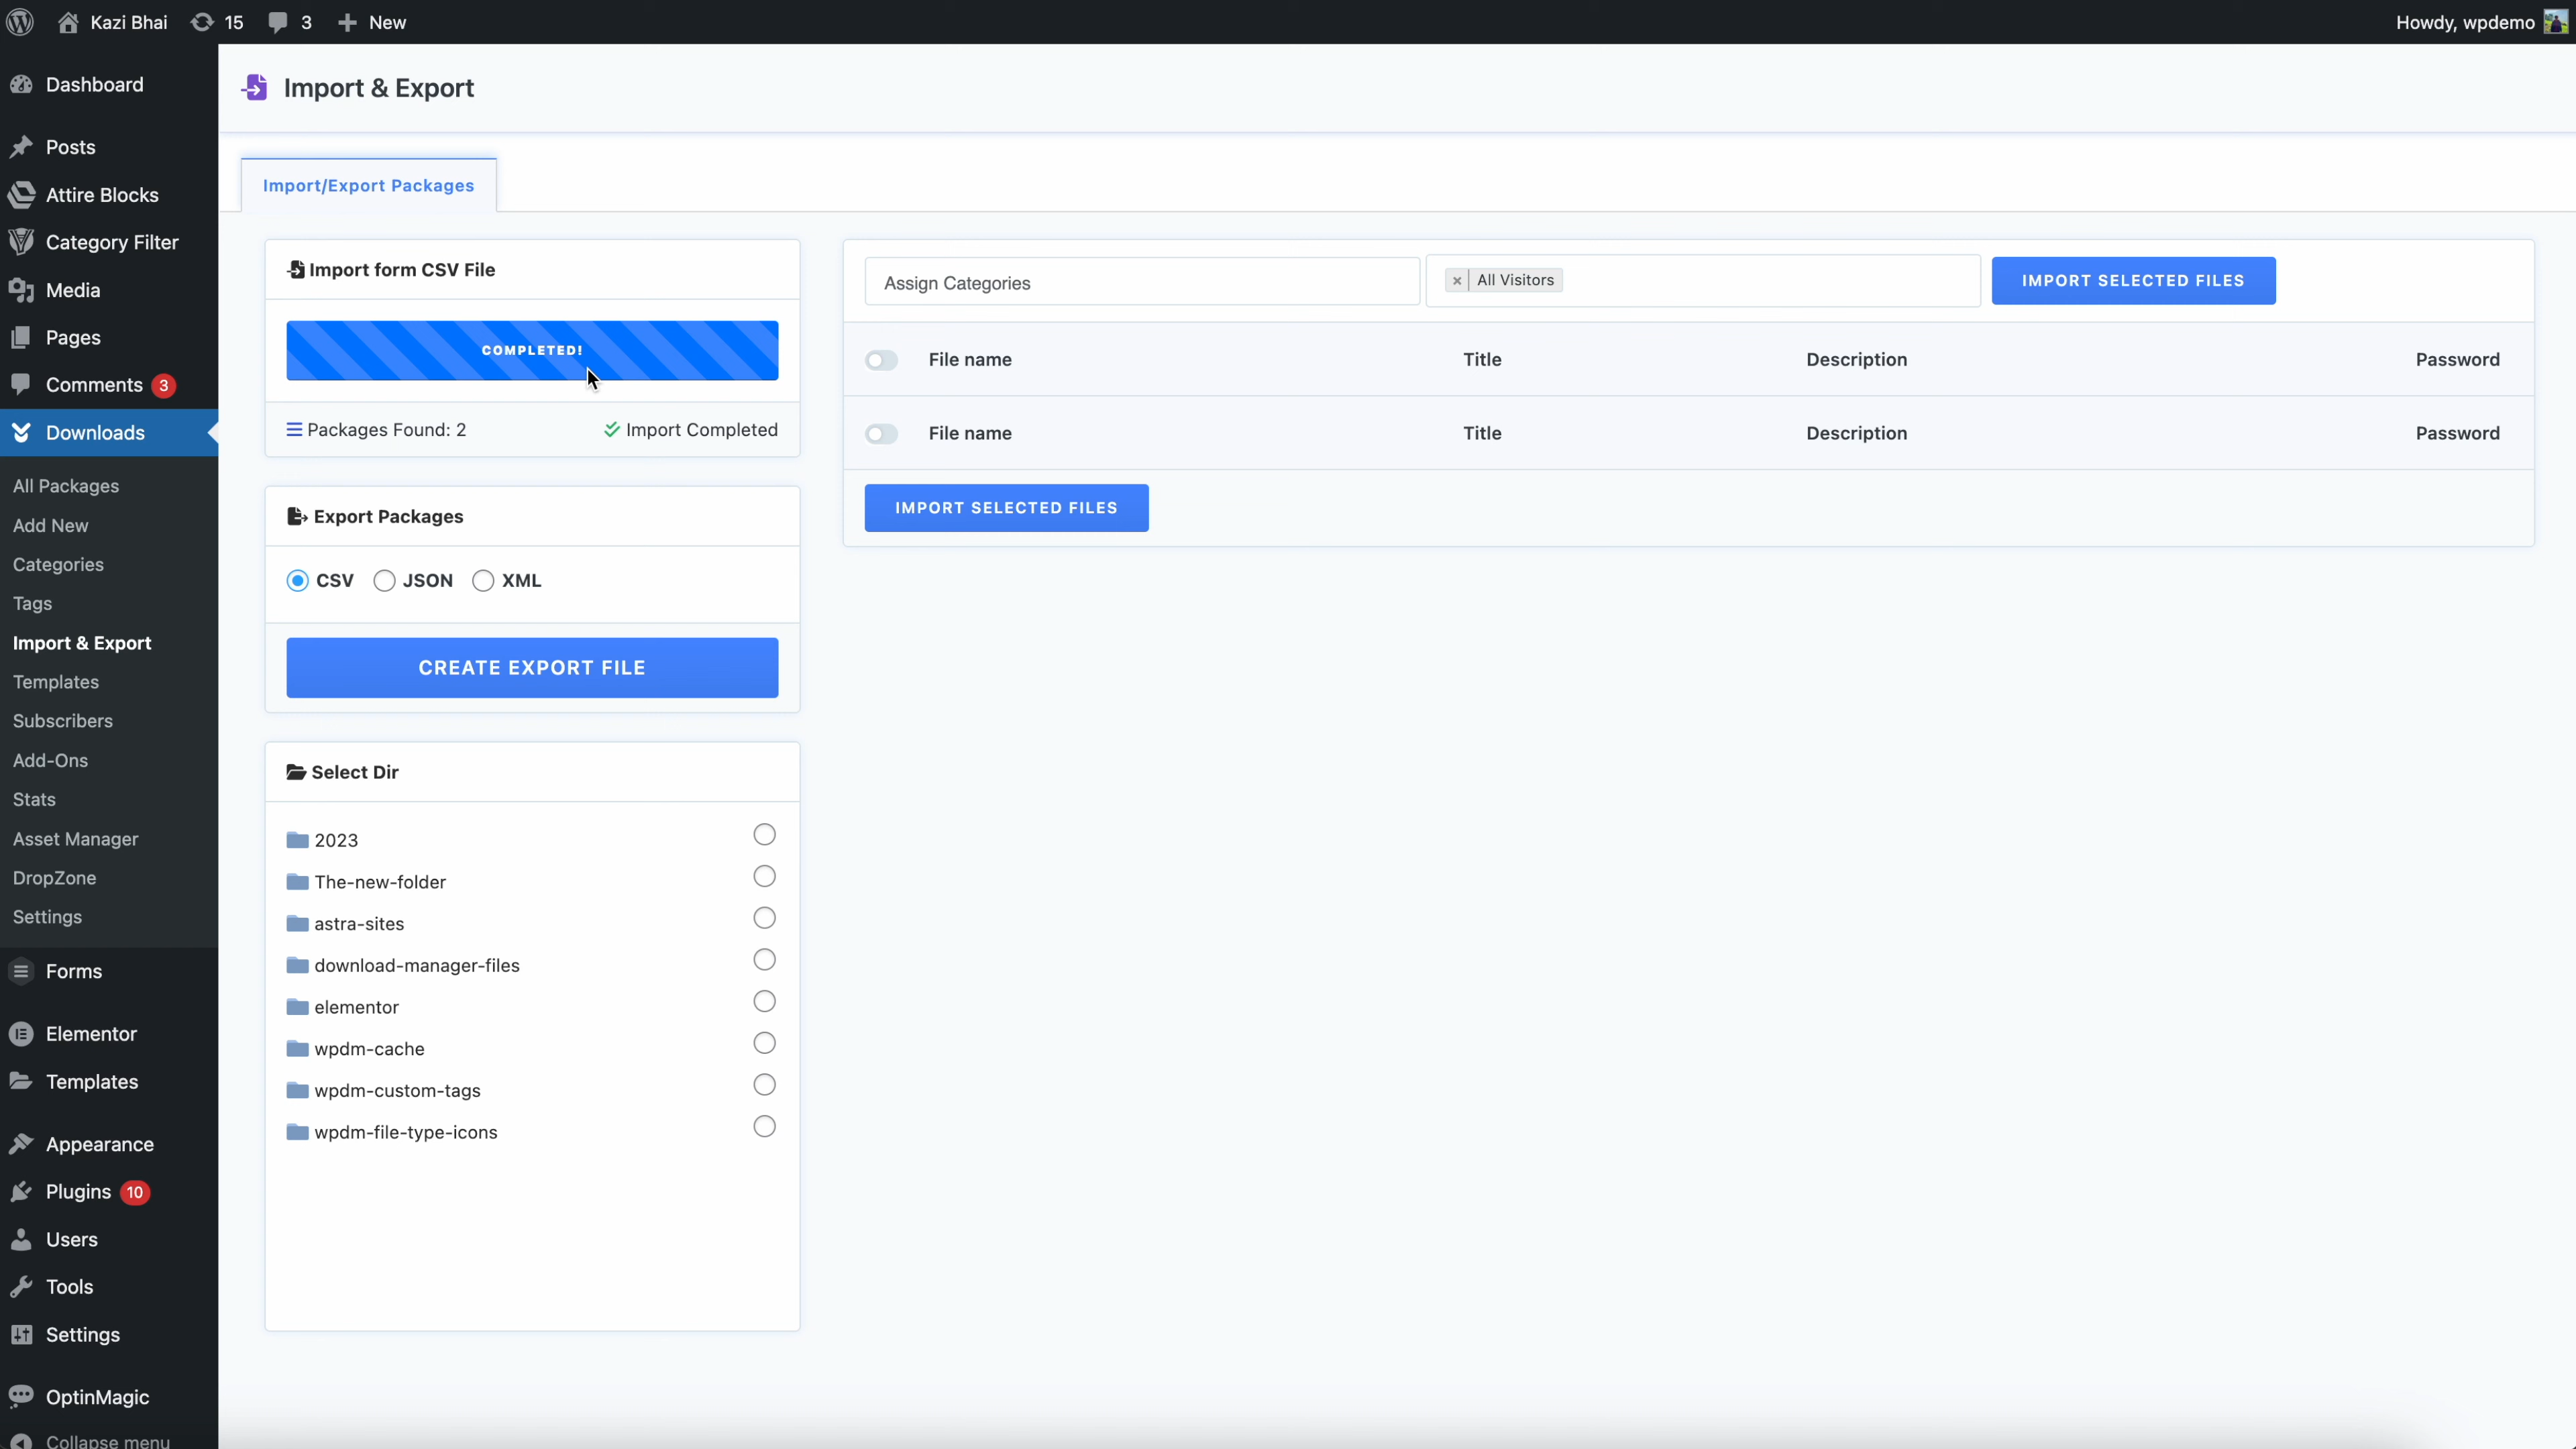 Kazi Bhai
15
3
New
Howdy, wpdemo
Dashboard
Posts
Attire Blocks
Category Filter
Media
Pages
Comments 3
Downloads
All Packages
Add New
Categories
Tags
Import & Export
Templates
Subscribers
Add-Ons
Stats
Asset Manager
DropZone
Settings
Forms
Elementor
Templates
Appearance
Plugins 10
Users
Tools
Settings
OptinMagic
Collapse menu
Import & Export
Import/Export Packages
Import form CSV File
COMPLETED!
Packages Found: 2
Import Completed
Export Packages
CSV JSON XML
CREATE EXPORT FILE
Select Dir
2023
The-new-folder
astra-sites
download-manager-files
elementor
wpdm-cache
wpdm-custom-tags
wpdm-file-type-icons
Assign Categories
× All Visitors
IMPORT SELECTED FILES
File name Title Description Password
File name Title Description Password
IMPORT SELECTED FILES